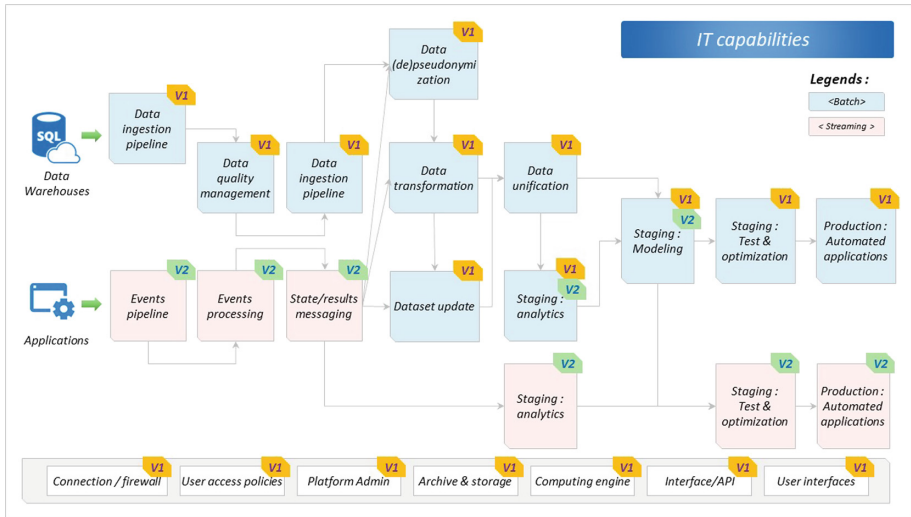 IT capabilities
Legends :
<Batch>
< Streaming >
V1
Data
(de)pseudonymi
zation
SQL
Data
Warehouses
V1
Data
ingestion
pipeline
V1
Data
quality
management
V1
Data
ingestion
pipeline
V1
Data
transformation
V1
Data
unification
V1
V2
Staging :
Modeling
V1
Staging :
Test &
optimization
V1
Production :
Automated
applications
Applications
V2
Events
pipeline
V2
Events
processing
V2
State/results
messaging
V1
Dataset update
V1
V2
Staging :
analytics
V2
Staging :
analytics
V2
Staging :
Test &
optimization
V2
Production :
Automated
applications
V1
Connection / firewall
V1
User access policies
V1
Platform Admin
V1
Archive & storage
V1
Computing engine
V1
Interface/API
V1
User interfaces